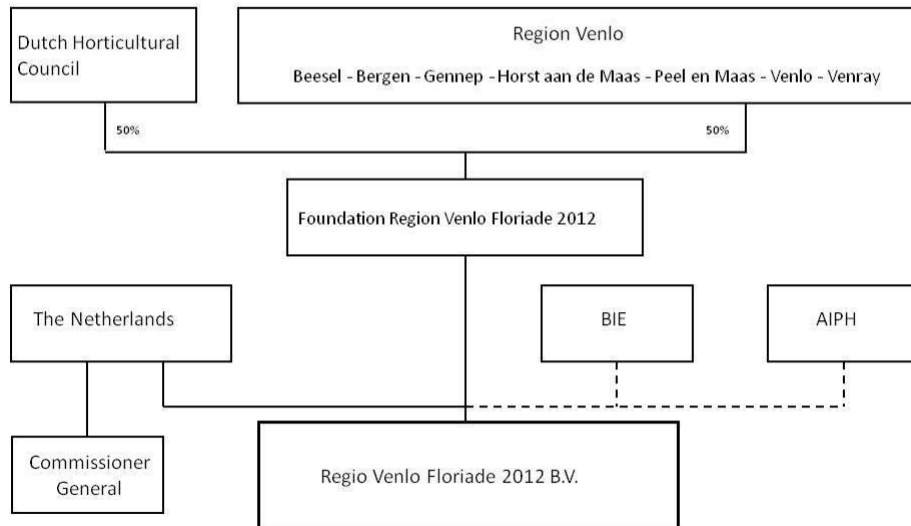 Dutch Horticultural
Council
Region Venlo
Beesel - Bergen - Gennep - Horst aan de Maas - Peel en Maas - Venlo - Venray
50%
50%
Foundation Region Venlo Floriade 2012
The Netherlands
BIE
AIPH
Commissioner
General
Regio Venlo Floriade 2012 B.V.